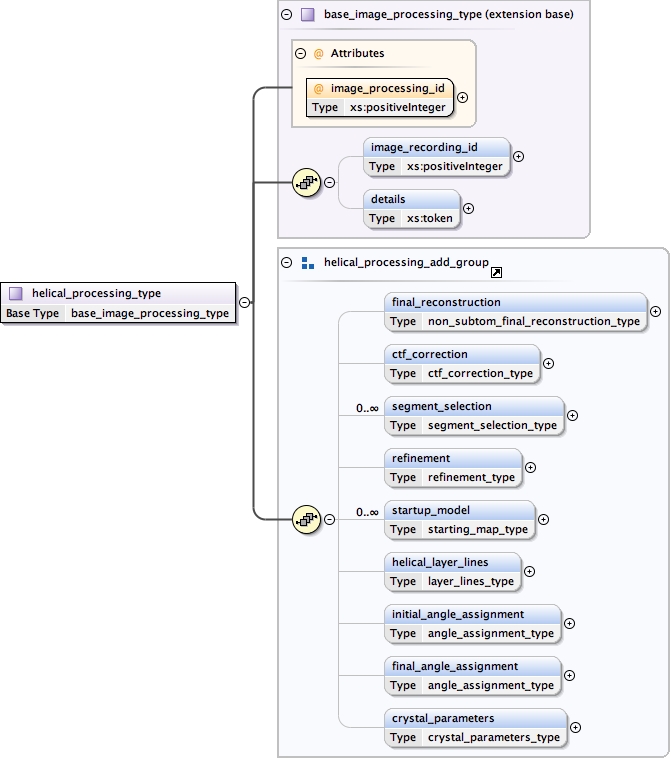 base_image_processing_type (extension base)
@ Attributes
@ image_processing_id
Type xs:positiveInteger
image_recording_id
Type xs:positiveInteger
details
Type xs:token
helical_processing_add_group
helical_processing_type
Base Type base_image_processing_type
final_reconstruction
Type non_subtom_final_reconstruction_type
ctf_correction
Type ctf_correction_type
0..∞ segment_selection
Type segment_selection_type
refinement
Type refinement_type
0..∞ startup_model
Type starting_map_type
helical_layer_lines
Type layer_lines_type
initial_angle_assignment
Type angle_assignment_type
final_angle_assignment
Type angle_assignment_type
crystal_parameters
Type crystal_parameters_type